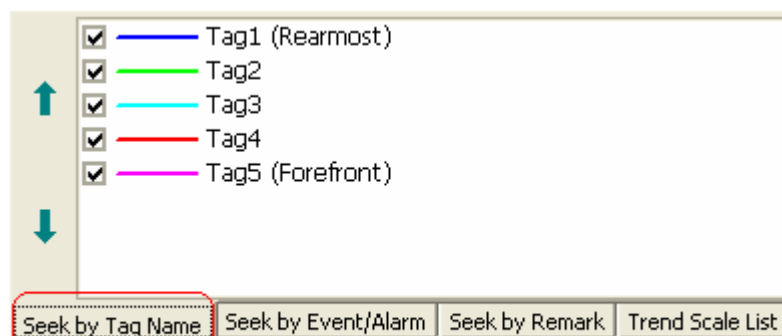 Tag1 (Rearmost)
Tag2
Tag3
Tag4
Tag5 (Forefront)
Seek by Tag Name
Seek by Event/Alarm
Seek by Remark
Trend Scale List